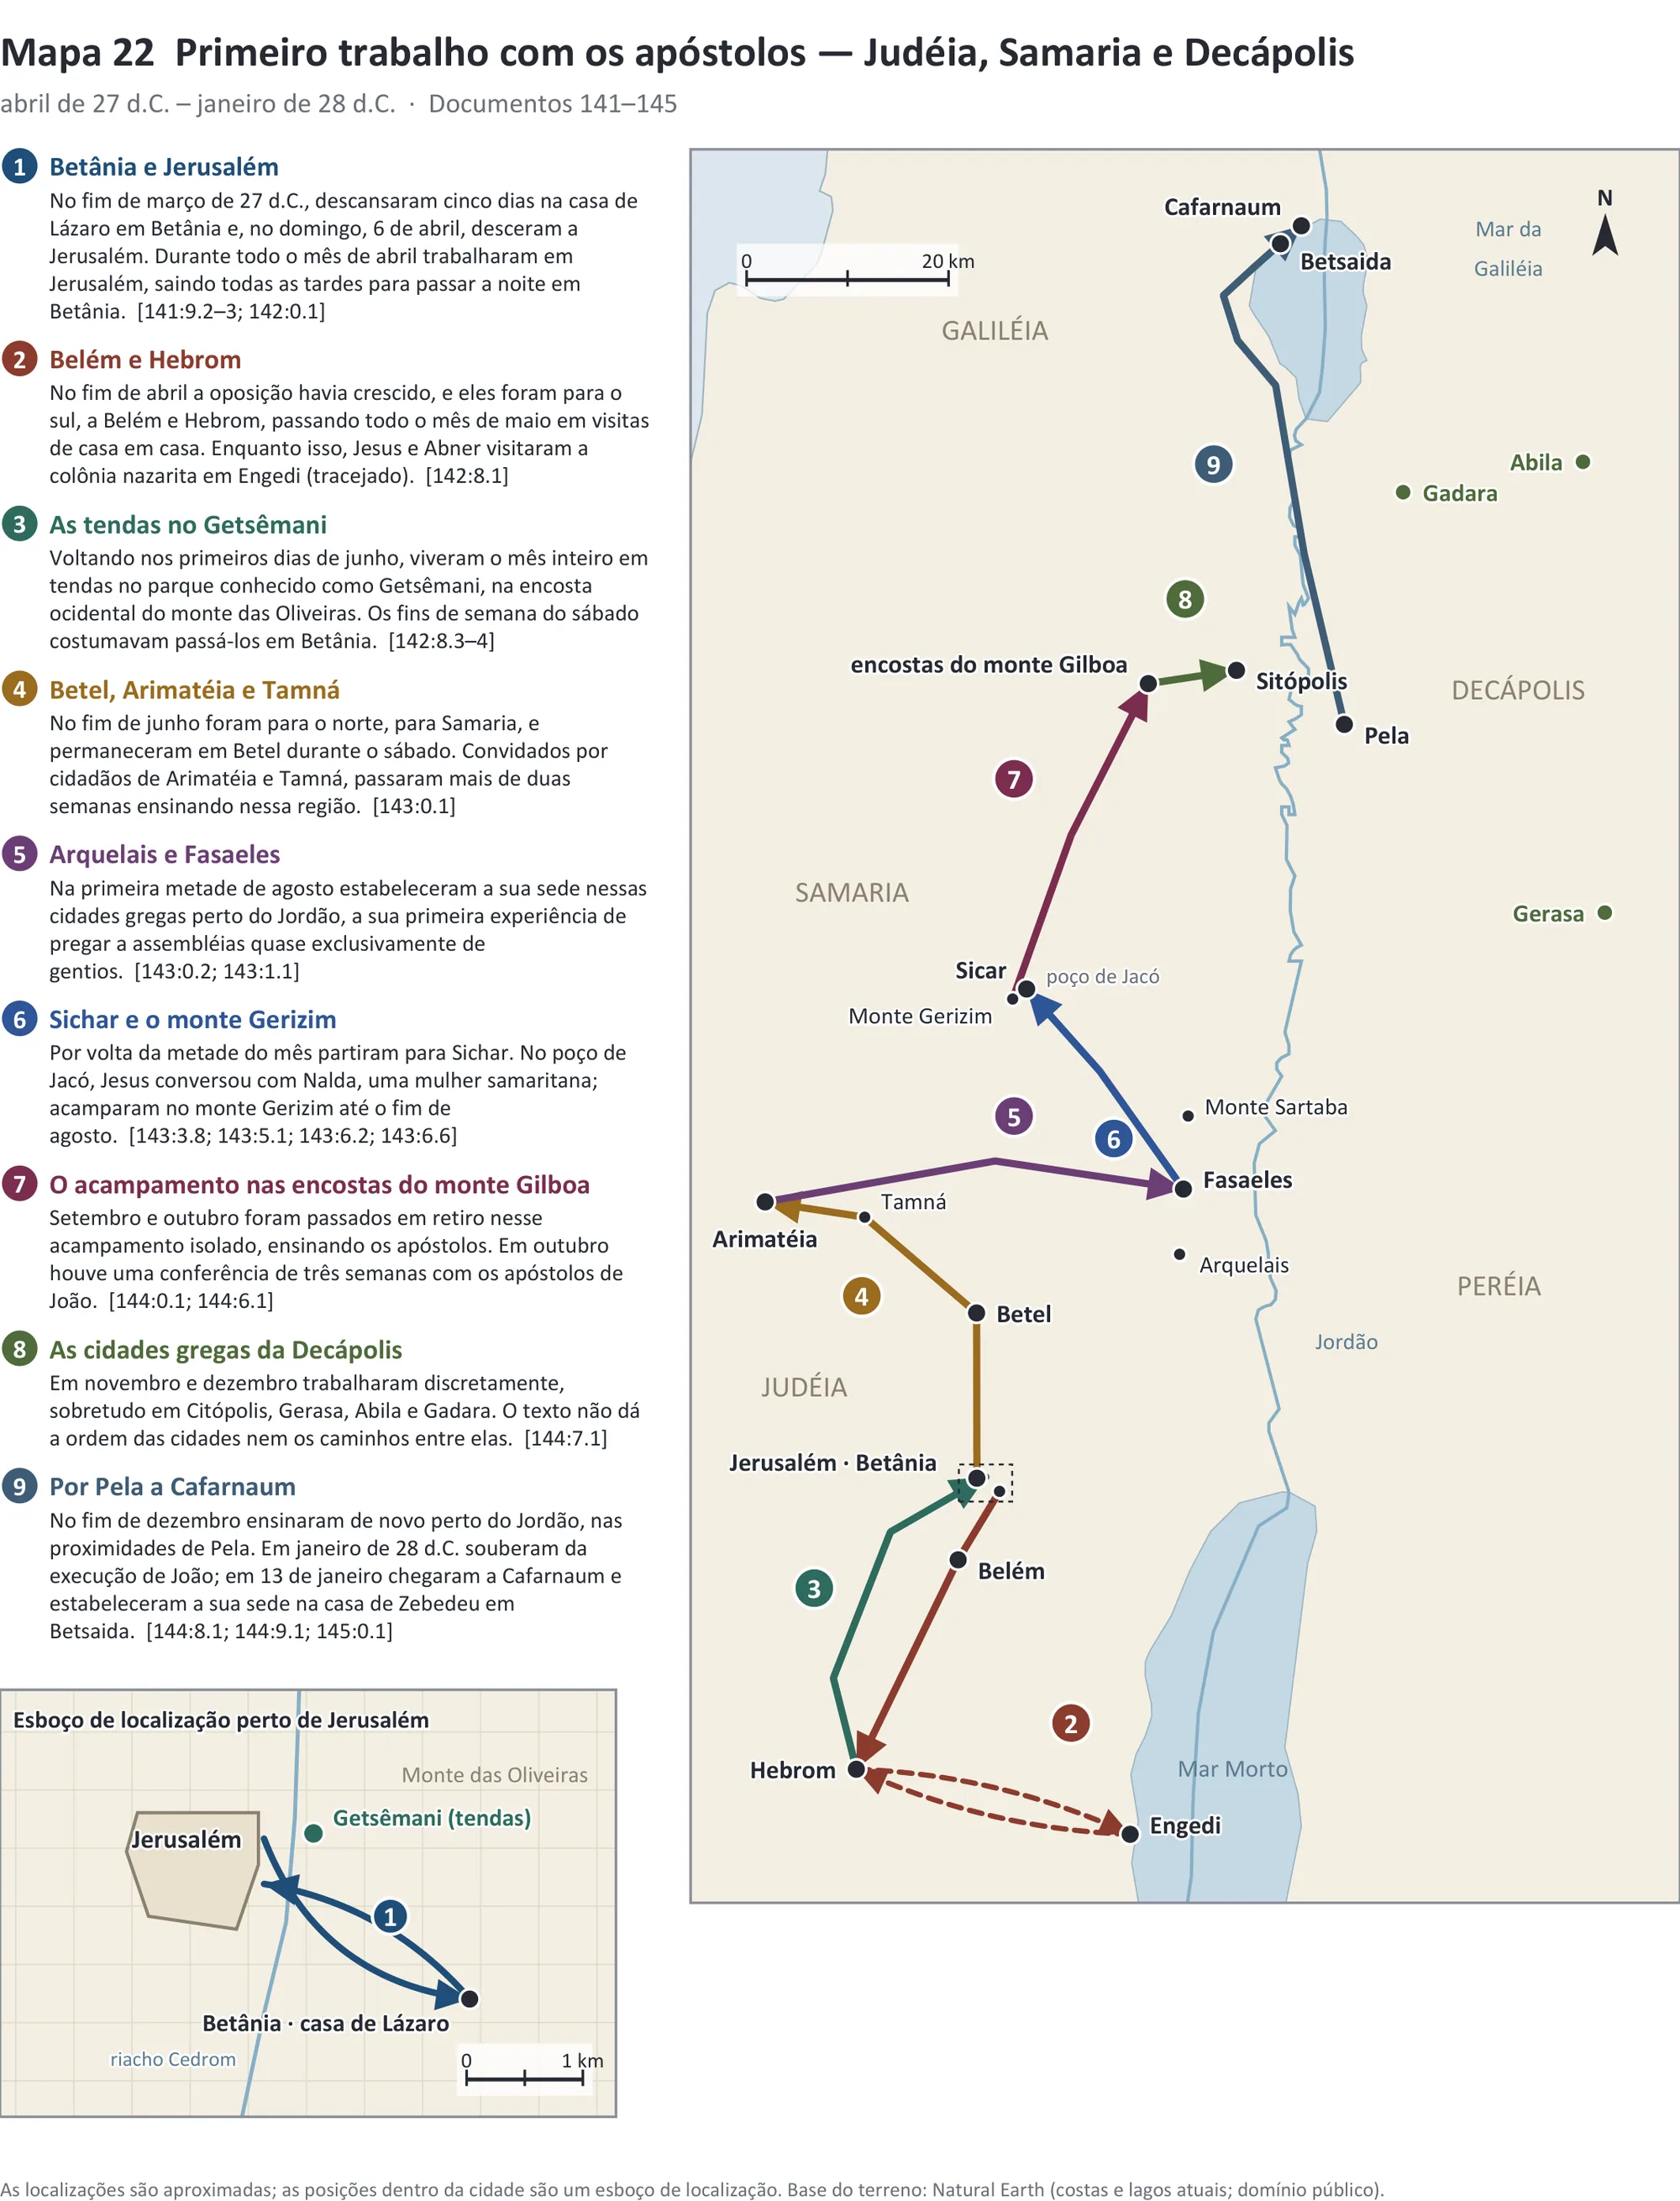 Mapa 22  Primeiro trabalho com os apóstolos — Judéia, Samaria e Decápolis
abril de 27 d.C. – janeiro de 28 d.C.  ·  Documentos 141–145
1 Betânia e Jerusalém
No fim de março de 27 d.C., descansaram cinco dias na casa de
Lázaro em Betânia e, no domingo, 6 de abril, desceram a
Jerusalém. Durante todo o mês de abril trabalharam em
Jerusalém, saindo todas as tardes para passar a noite em
Betânia.  [141:9.2–3; 142:0.1]
2 Belém e Hebrom
No fim de abril a oposição havia crescido, e eles foram para o
sul, a Belém e Hebrom, passando todo o mês de maio em visitas
de casa em casa. Enquanto isso, Jesus e Abner visitaram a
colônia nazarita em Engedi (tracejado).  [142:8.1]
3 As tendas no Getsêmani
Voltando nos primeiros dias de junho, viveram o mês inteiro em
tendas no parque conhecido como Getsêmani, na encosta
ocidental do monte das Oliveiras. Os fins de semana do sábado
costumavam passá-los em Betânia.  [142:8.3–4]
4 Betel, Arimatéia e Tamná
No fim de junho foram para o norte, para Samaria, e
permaneceram em Betel durante o sábado. Convidados por
cidadãos de Arimatéia e Tamná, passaram mais de duas
semanas ensinando nessa região.  [143:0.1]
5 Arquelais e Fasaeles
Na primeira metade de agosto estabeleceram a sua sede nessas
cidades gregas perto do Jordão, a sua primeira experiência de
pregar a assembléias quase exclusivamente de
gentios.  [143:0.2; 143:1.1]
6 Sichar e o monte Gerizim
Por volta da metade do mês partiram para Sichar. No poço de
Jacó, Jesus conversou com Nalda, uma mulher samaritana;
acamparam no monte Gerizim até o fim de
agosto.  [143:3.8; 143:5.1; 143:6.2; 143:6.6]
7 O acampamento nas encostas do monte Gilboa
Setembro e outubro foram passados em retiro nesse
acampamento isolado, ensinando os apóstolos. Em outubro
houve uma conferência de três semanas com os apóstolos de
João.  [144:0.1; 144:6.1]
8 As cidades gregas da Decápolis
Em novembro e dezembro trabalharam discretamente,
sobretudo em Citópolis, Gerasa, Abila e Gadara. O texto não dá
a ordem das cidades nem os caminhos entre elas.  [144:7.1]
9 Por Pela a Cafarnaum
No fim de dezembro ensinaram de novo perto do Jordão, nas
proximidades de Pela. Em janeiro de 28 d.C. souberam da
execução de João; em 13 de janeiro chegaram a Cafarnaum e
estabeleceram a sua sede na casa de Zebedeu em
Betsaida.  [144:8.1; 144:9.1; 145:0.1]
Esboço de localização perto de Jerusalém
Monte das Oliveiras
Getsêmani (tendas)
Jerusalém
1
Betânia · casa de Lázaro
riacho Cedrom
0 1 km
N
Cafarnaum
Mar da
Galiléia
Betsaida
0 20 km
GALILÉIA
9
Abila
Gadara
8
encostas do monte Gilboa
Sitópolis
DECÁPOLIS
Pela
7
SAMARIA
Gerasa
Sicar
poço de Jacó
Monte Gerizim
Monte Sartaba
5
6
Fasaeles
Tamná
Arimatéia
Arquelais
PERÉIA
4
Betel
Jordão
JUDÉIA
Jerusalém · Betânia
Belém
3
2
Hebrom
Mar Morto
Engedi
As localizações são aproximadas; as posições dentro da cidade são um esboço de localização. Base do terreno: Natural Earth (costas e lagos atuais; domínio público).